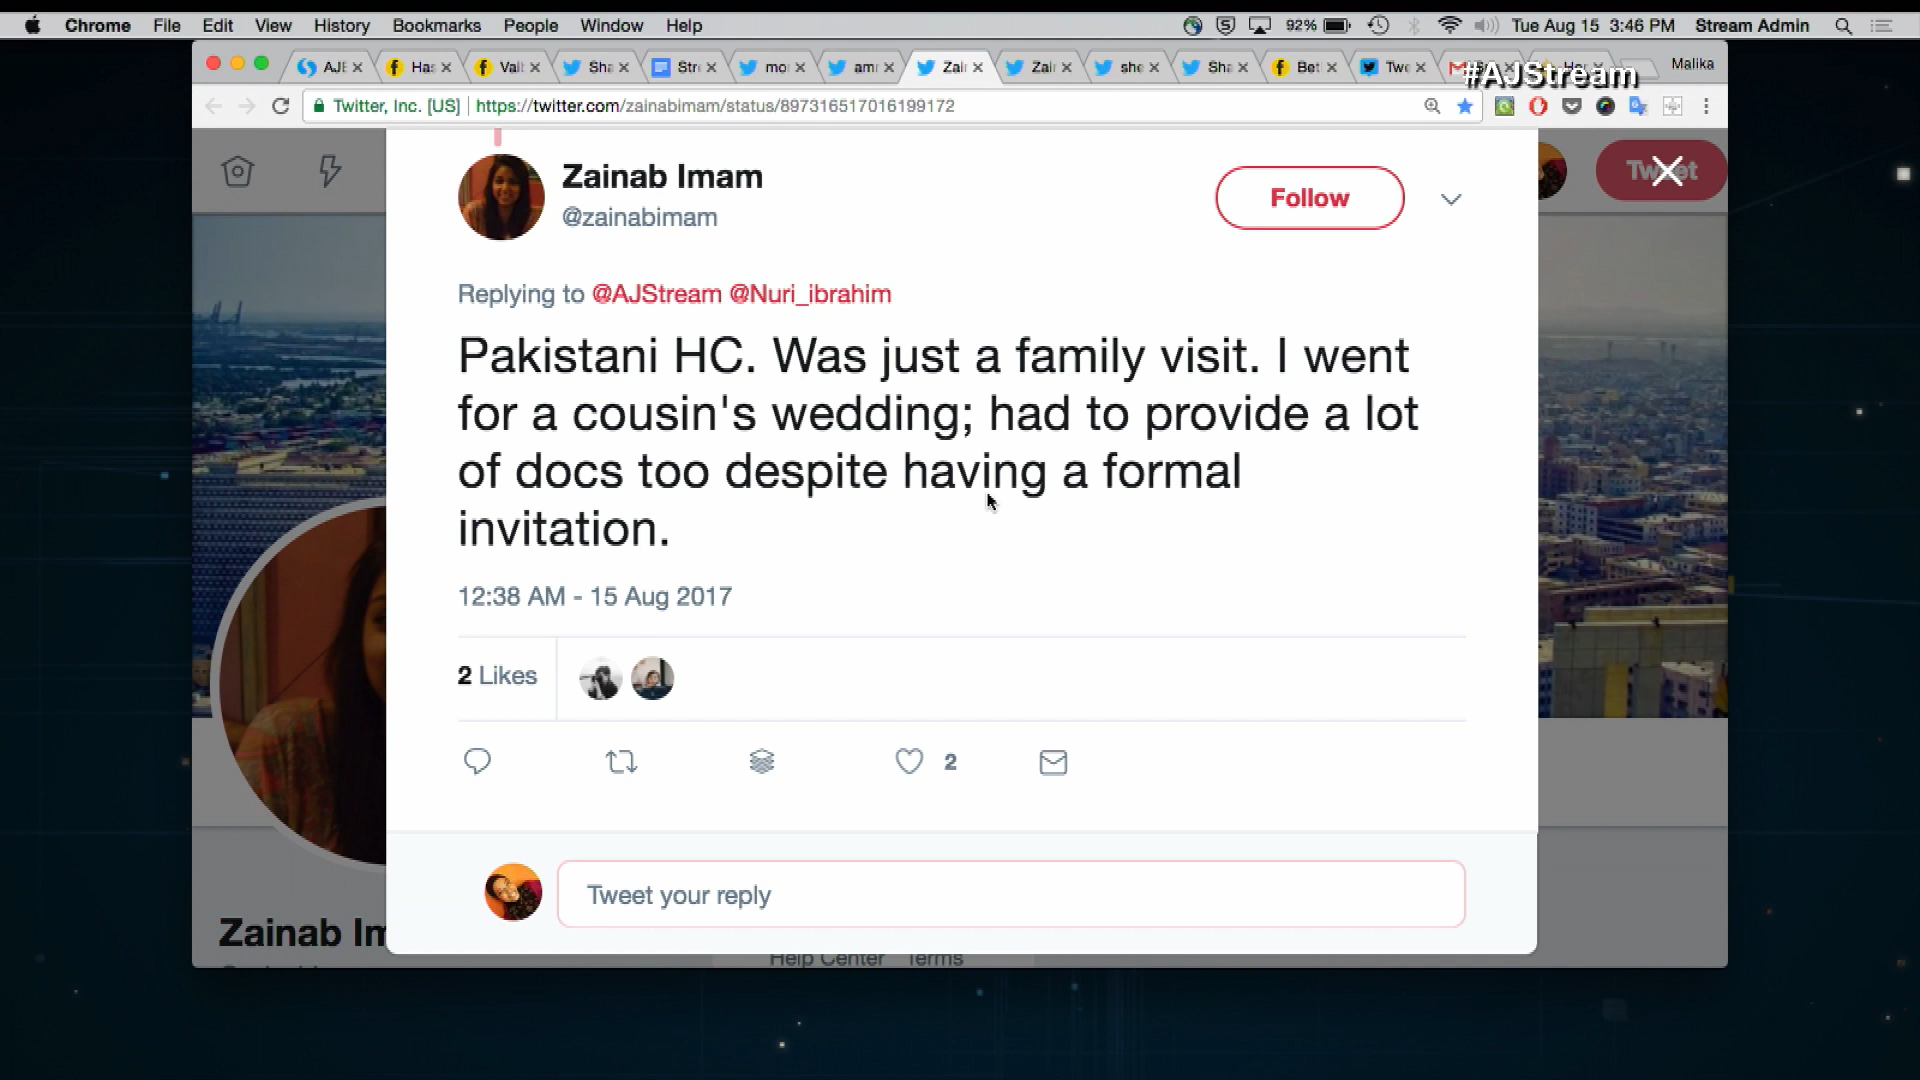 Chrome File Edit View History Bookmarks People Window Help 92% Tue Aug 15 3:46 PM Stream Admin
AJE Has Vall Sha Stre mo am Zain Zain she Sha Bet Twe Malika
#AJStream
Twitter, Inc. [US] https://twitter.com/zainabimam/status/897316517016199172
Zainab Imam
@zainabimam
Follow
Tweet
Replying to @AJStream @Nuri_ibrahim
Pakistani HC. Was just a family visit. I went
for a cousin's wedding; had to provide a lot
of docs too despite having a formal
invitation.
12:38 AM - 15 Aug 2017
2 Likes
2
Tweet your reply
Zainab Im
Help Center Terms